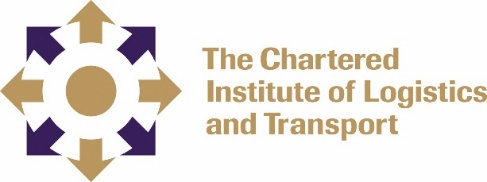 The Chartered
Institute of Logistics
and Transport